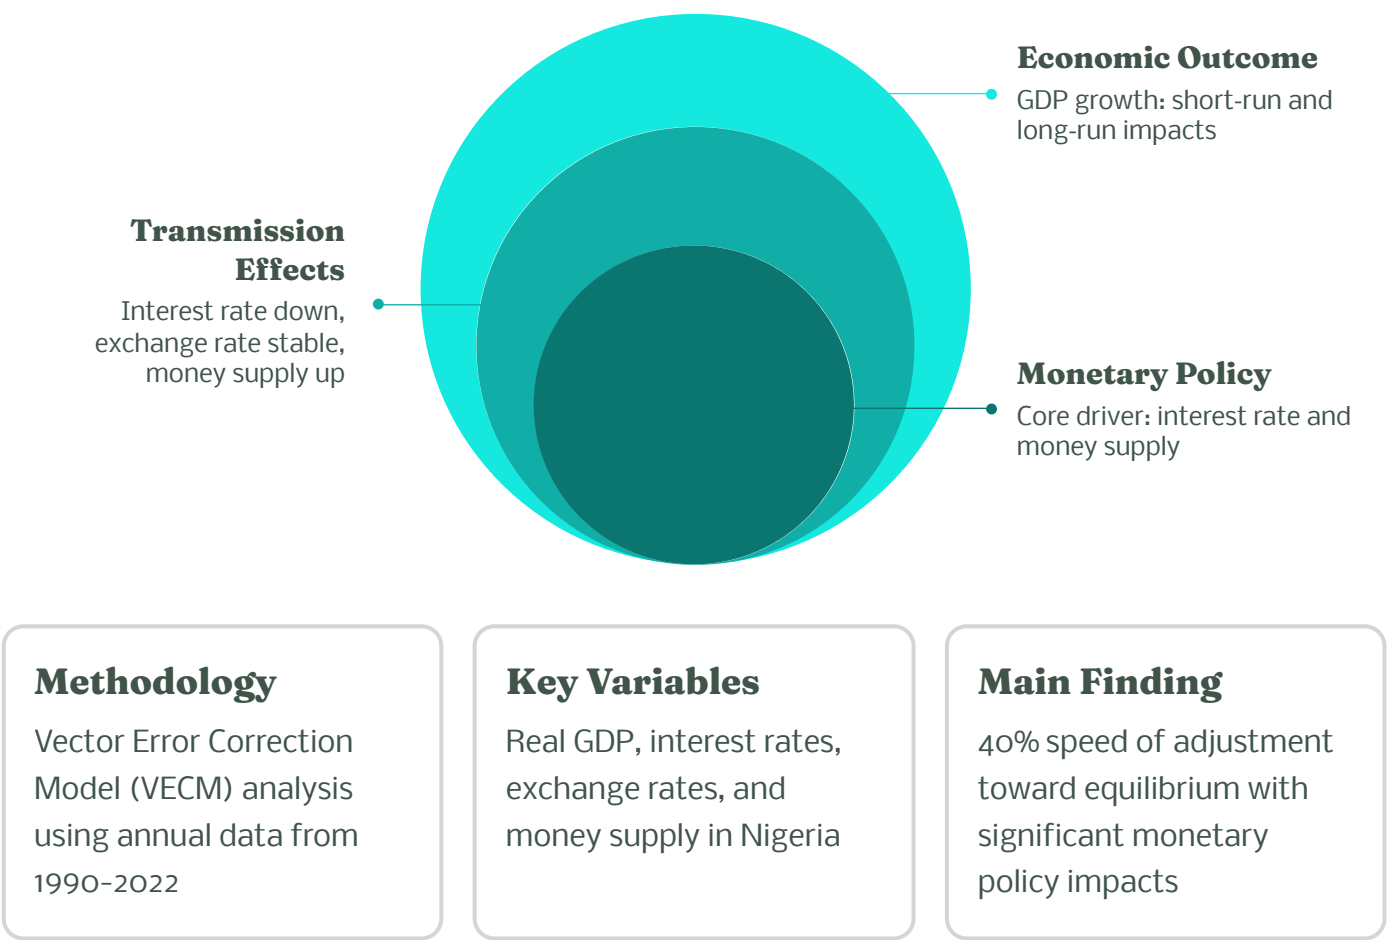 Economic Outcome
GDP growth: short-run and
long-run impacts
Transmission
Effects
Interest rate down,
exchange rate stable,
money supply up
Monetary Policy
Core driver: interest rate and
money supply
Methodology
Vector Error Correction
Model (VECM) analysis
using annual data from
1990-2022
Key Variables
Real GDP, interest rates,
exchange rates, and
money supply in Nigeria
Main Finding
40% speed of adjustment
toward equilibrium with
significant monetary
policy impacts